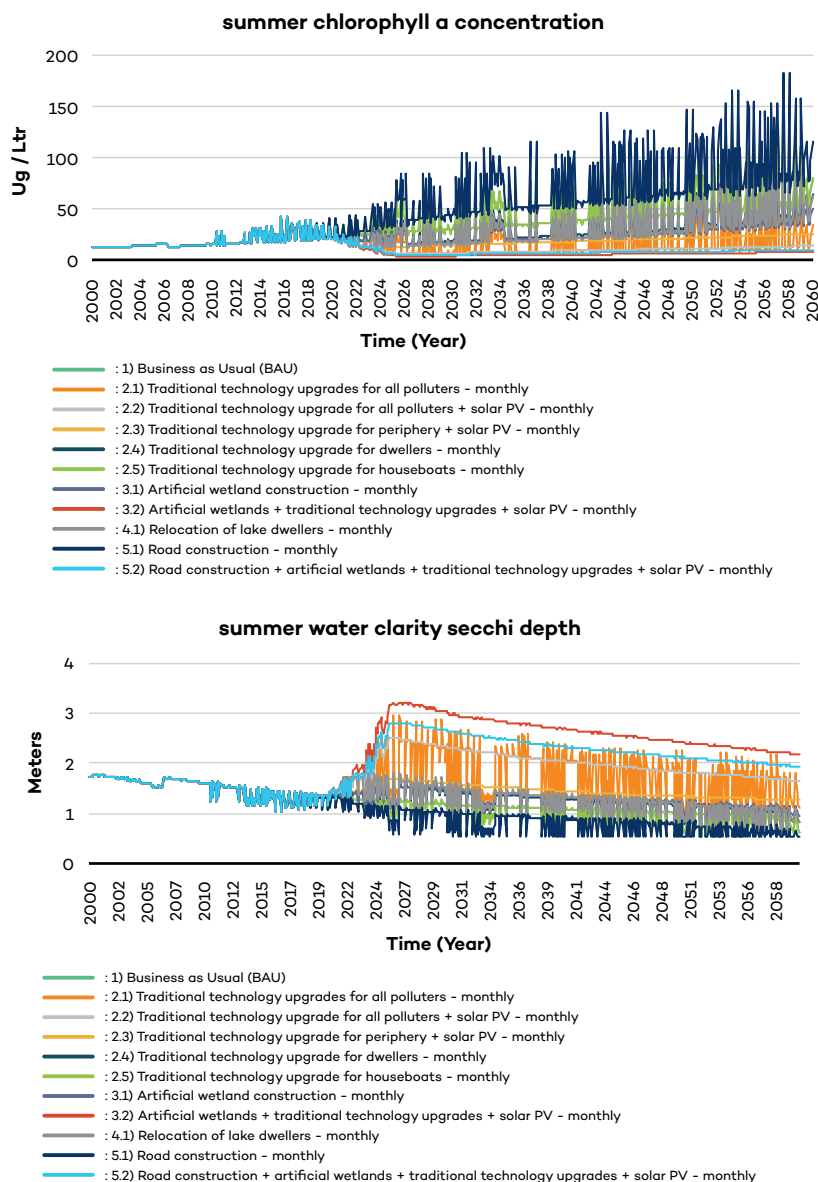 summer chlorophyll a concentration
Ug / Ltr
200
150
100
50
0
2000 2002 2004 2006 2008 2010 2012 2014 2016 2018 2020 2022 2024 2026 2028 2030 2032 2034 2036 2038 2040 2042 2044 2046 2048 2050 2052 2054 2056 2058 2060
Time (Year)
: 1) Business as Usual (BAU)
: 2.1) Traditional technology upgrades for all polluters - monthly
: 2.2) Traditional technology upgrade for all polluters + solar PV - monthly
: 2.3) Traditional technology upgrade for periphery + solar PV - monthly
: 2.4) Traditional technology upgrade for dwellers - monthly
: 2.5) Traditional technology upgrade for houseboats - monthly
: 3.1) Artificial wetland construction - monthly
: 3.2) Artificial wetlands + traditional technology upgrades + solar PV - monthly
: 4.1) Relocation of lake dwellers - monthly
: 5.1) Road construction - monthly
: 5.2) Road construction + artificial wetlands + traditional technology upgrades + solar PV - monthly
summer water clarity secchi depth
Meters
4
3
2
1
0
2000 2002 2005 2007 2010 2012 2015 2017 2019 2022 2024 2027 2029 2031 2034 2036 2039 2041 2044 2046 2048 2051 2053 2056 2058
Time (Year)
: 1) Business as Usual (BAU)
: 2.1) Traditional technology upgrades for all polluters - monthly
: 2.2) Traditional technology upgrade for all polluters + solar PV - monthly
: 2.3) Traditional technology upgrade for periphery + solar PV - monthly
: 2.4) Traditional technology upgrade for dwellers - monthly
: 2.5) Traditional technology upgrade for houseboats - monthly
: 3.1) Artificial wetland construction - monthly
: 3.2) Artificial wetlands + traditional technology upgrades + solar PV - monthly
: 4.1) Relocation of lake dwellers - monthly
: 5.1) Road construction - monthly
: 5.2) Road construction + artificial wetlands + traditional technology upgrades + solar PV - monthly